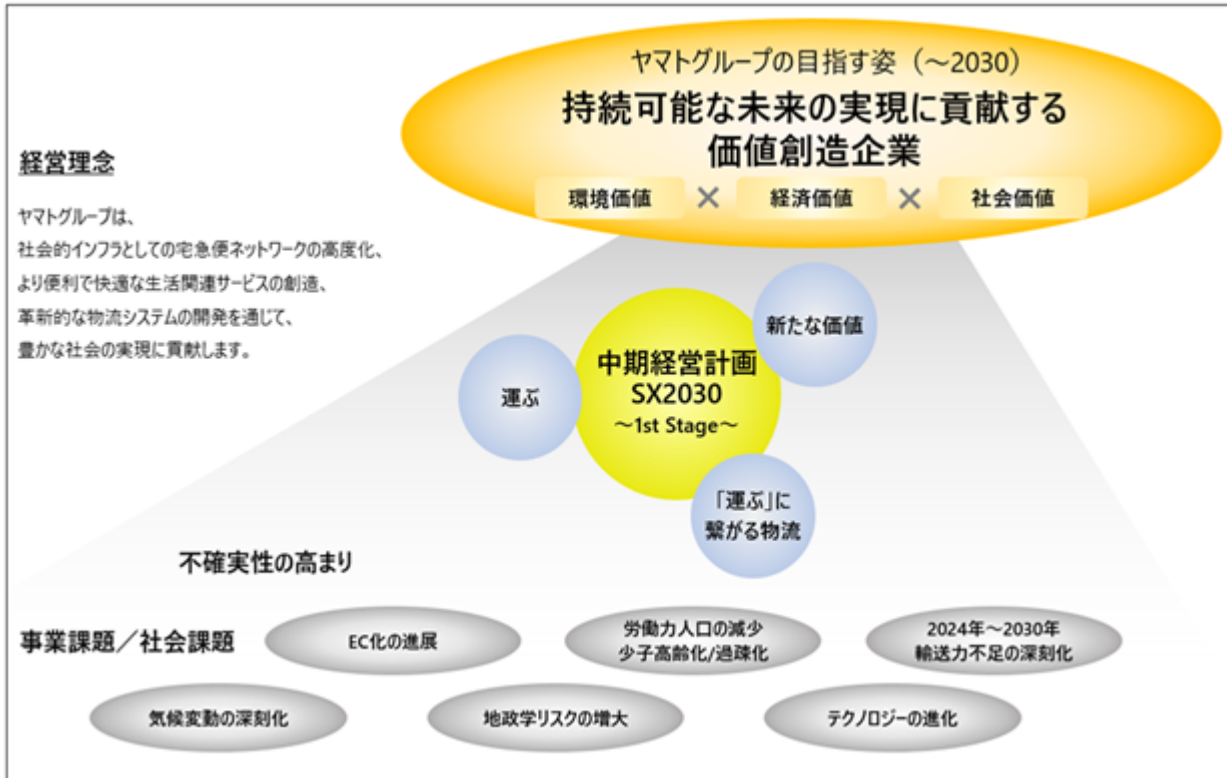 ヤマトグループの目指す姿（～2030）
持続可能な未来の実現に貢献する
価値創造企業
環境価値 × 経済価値 × 社会価値
経営理念
ヤマトグループは、
社会的インフラとしての宅急便ネットワークの高度化、
より便利で快適な生活関連サービスの創造、
革新的な物流システムの開発を通じて、
豊かな社会の実現に貢献します。
新たな価値
中期経営計画
SX2030
～1st Stage～
運ぶ
「運ぶ」に
繋がる物流
不確実性の高まり
事業課題／社会課題
EC化の進展
労働力人口の減少
少子高齢化/過疎化
2024年～2030年
輸送力不足の深刻化
気候変動の深刻化
地政学リスクの増大
テクノロジーの進化